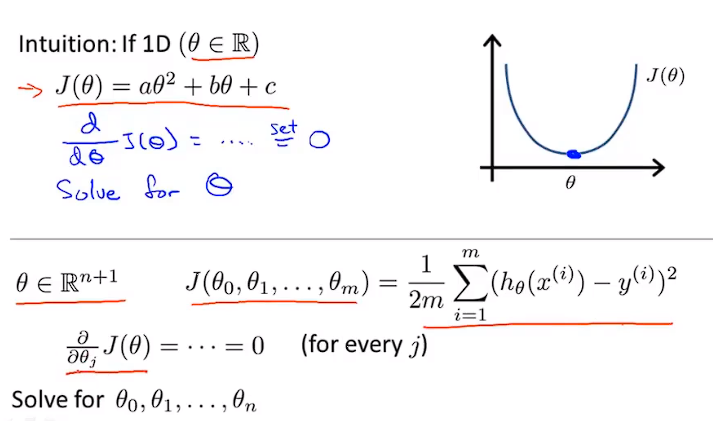 Intuition: If 1D (θ ∈ ℝ)
→ J(θ) = aθ² + bθ + c
d/dθ J(θ) = .... set= 0
Solve for θ
J(θ)
θ
θ ∈ ℝⁿ⁺¹ J(θ₀, θ₁, . . . , θₘ) = 1/2m ∑ᵢ₌₁ᵐ (h_θ(x⁽ⁱ⁾) − y⁽ⁱ⁾)²
∂/∂θⱼ J(θ) = ··· = 0 (for every j)
Solve for θ₀, θ₁, . . . , θₙ